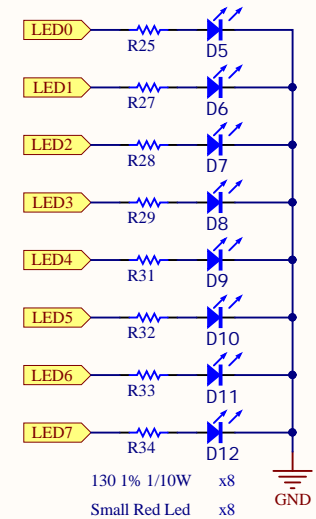 LED0 R25 D5
LED1 R27 D6
LED2 R28 D7
LED3 R29 D8
LED4 R31 D9
LED5 R32 D10
LED6 R33 D11
LED7 R34 D12
130 1% 1/10W x8
Small Red Led x8
GND